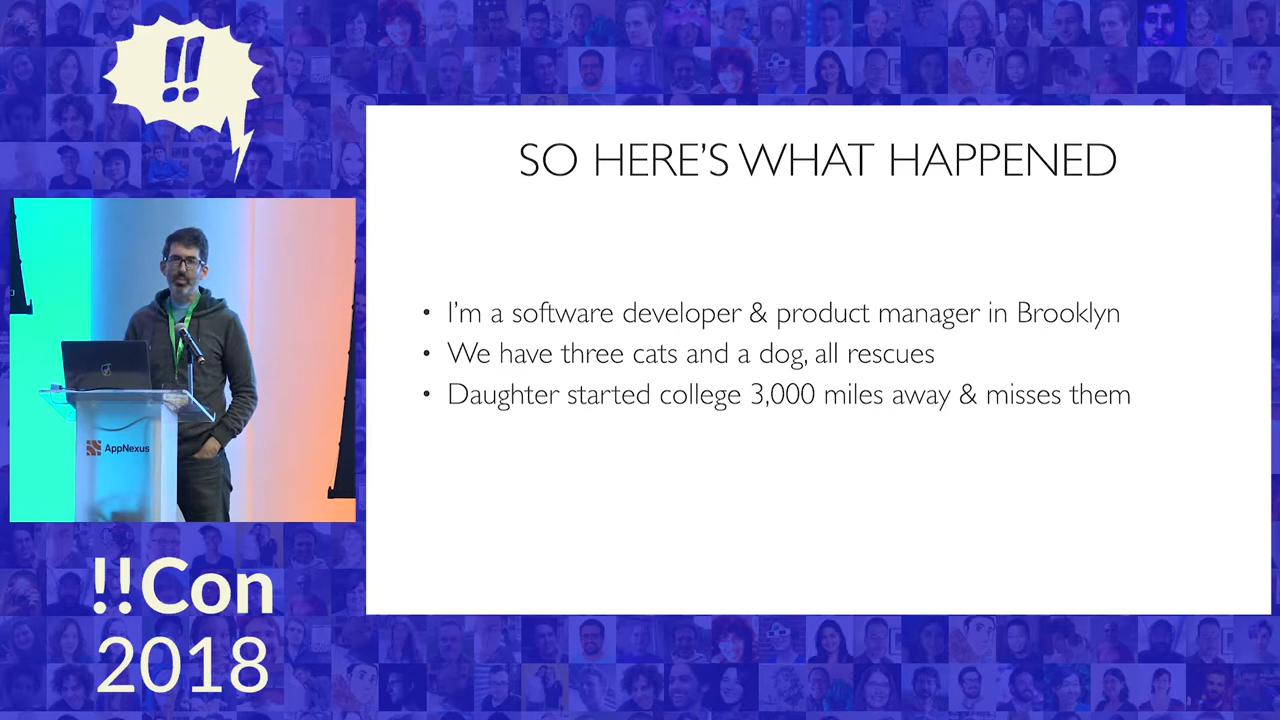 !!
SO HERE'S WHAT HAPPENED
• I'm a software developer & product manager in Brooklyn
• We have three cats and a dog, all rescues
• Daughter started college 3,000 miles away & misses them
AppNexus
!!Con
2018